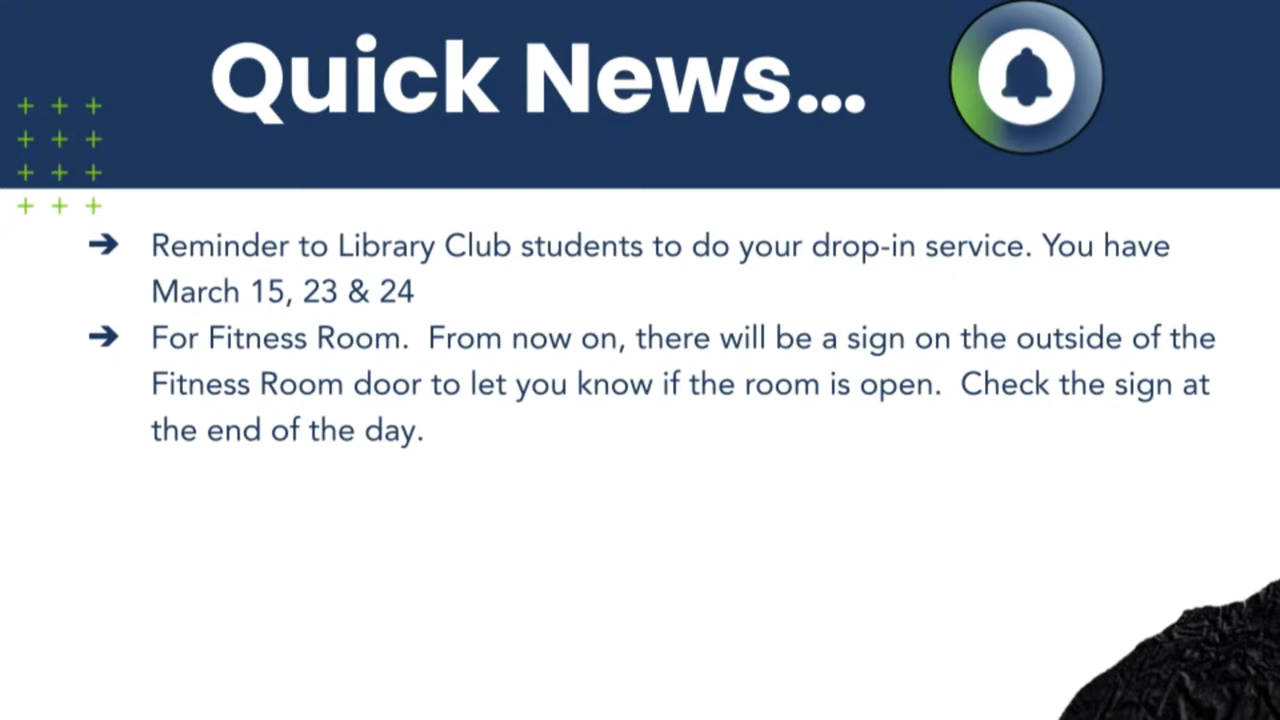 Quick News...
➔ Reminder to Library Club students to do your drop-in service. You have
March 15, 23 & 24
➔ For Fitness Room.  From now on, there will be a sign on the outside of the
Fitness Room door to let you know if the room is open.  Check the sign at
the end of the day.